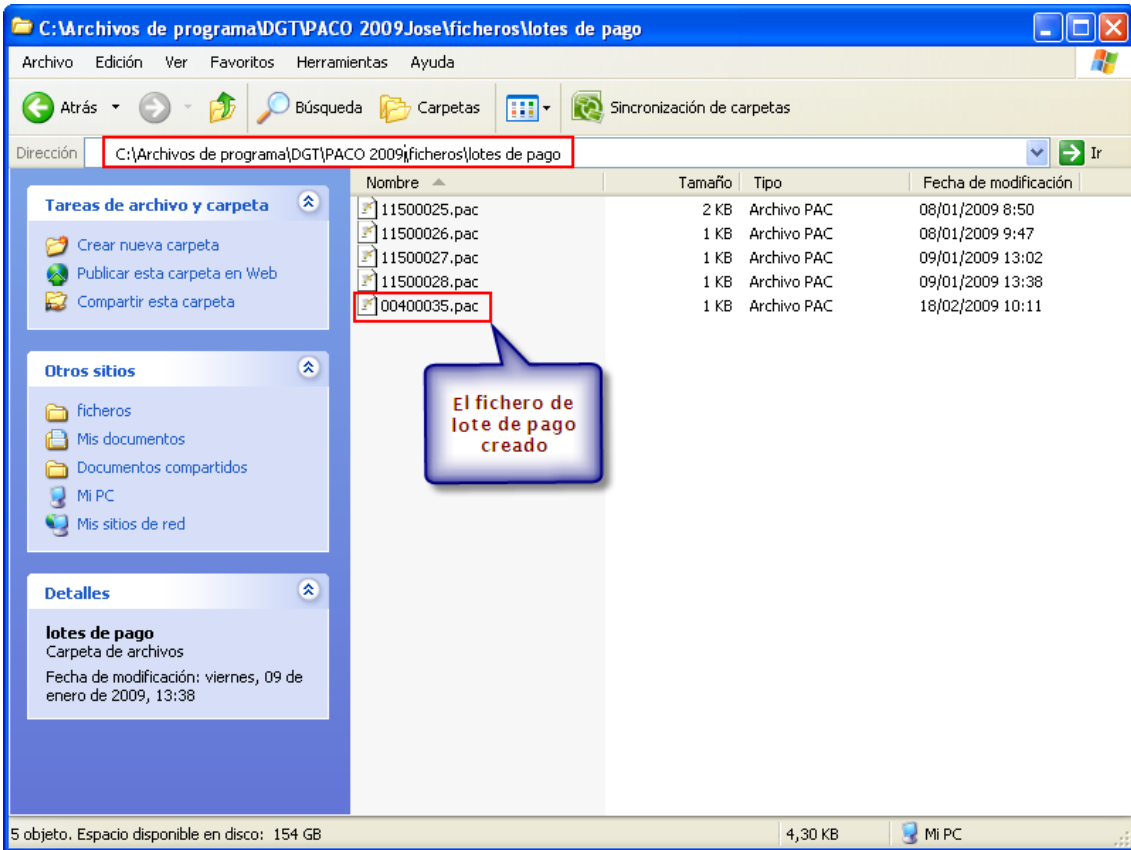 C:\Archivos de programa\DGT\PACO 2009Jose\ficheros\lotes de pago
Archivo Edición Ver Favoritos Herramientas Ayuda
Atrás Búsqueda Carpetas Sincronización de carpetas
Dirección C:\Archivos de programa\DGT\PACO 2009\ficheros\lotes de pago Ir
Nombre Tamaño Tipo Fecha de modificación
11500025.pac 2 KB Archivo PAC 08/01/2009 8:50
11500026.pac 1 KB Archivo PAC 08/01/2009 9:47
11500027.pac 1 KB Archivo PAC 09/01/2009 13:02
11500028.pac 1 KB Archivo PAC 09/01/2009 13:38
00400035.pac 1 KB Archivo PAC 18/02/2009 10:11
El fichero de
lote de pago
creado
Tareas de archivo y carpeta
Crear nueva carpeta
Publicar esta carpeta en Web
Compartir esta carpeta
Otros sitios
ficheros
Mis documentos
Documentos compartidos
Mi PC
Mis sitios de red
Detalles
lotes de pago
Carpeta de archivos
Fecha de modificación: viernes, 09 de
enero de 2009, 13:38
5 objeto. Espacio disponible en disco: 154 GB 4,30 KB Mi PC